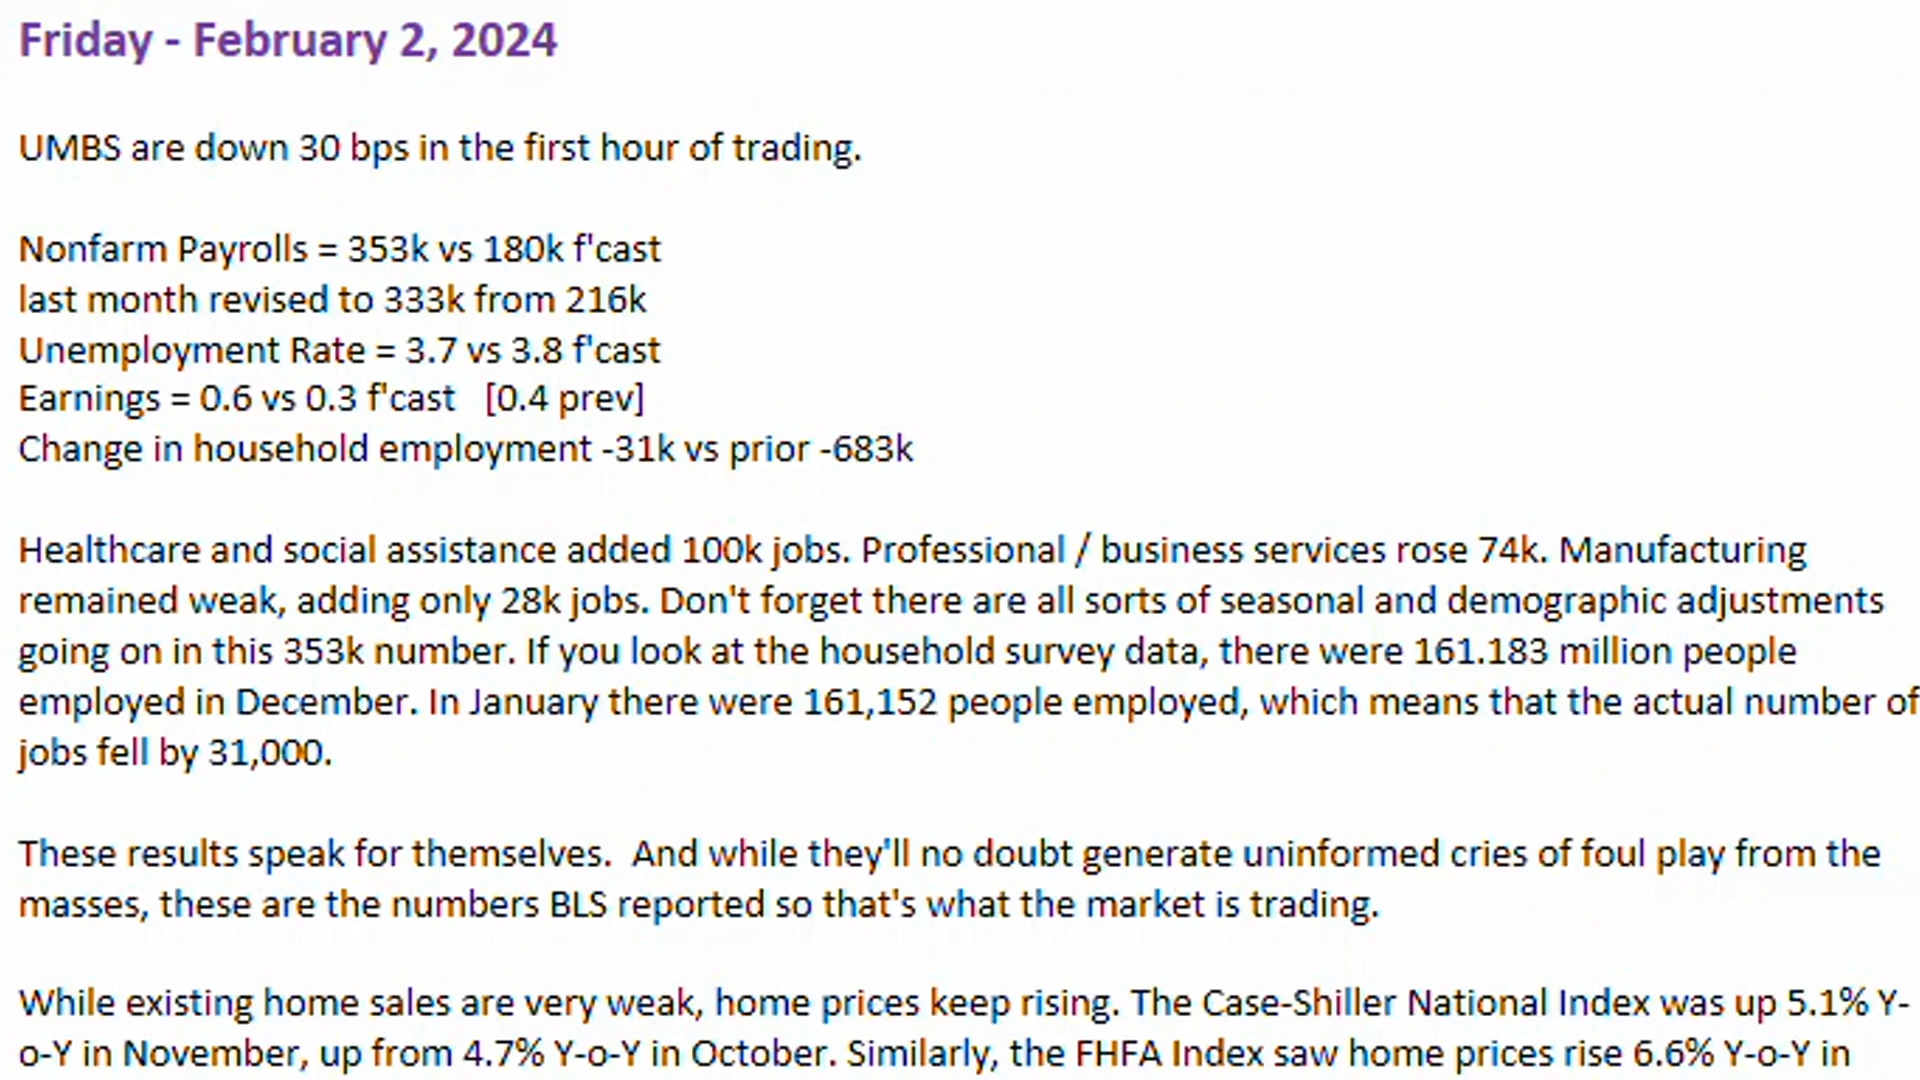 Friday - February 2, 2024
UMBS are down 30 bps in the first hour of trading.
Nonfarm Payrolls = 353k vs 180k f'cast
last month revised to 333k from 216k
Unemployment Rate = 3.7 vs 3.8 f'cast
Earnings = 0.6 vs 0.3 f'cast   [0.4 prev]
Change in household employment -31k vs prior -683k
Healthcare and social assistance added 100k jobs. Professional / business services rose 74k. Manufacturing
remained weak, adding only 28k jobs. Don't forget there are all sorts of seasonal and demographic adjustments
going on in this 353k number. If you look at the household survey data, there were 161.183 million people
employed in December. In January there were 161,152 people employed, which means that the actual number of
jobs fell by 31,000.
These results speak for themselves.  And while they'll no doubt generate uninformed cries of foul play from the
masses, these are the numbers BLS reported so that's what the market is trading.
While existing home sales are very weak, home prices keep rising. The Case-Shiller National Index was up 5.1% Y-
o-Y in November, up from 4.7% Y-o-Y in October. Similarly, the FHFA Index saw home prices rise 6.6% Y-o-Y in